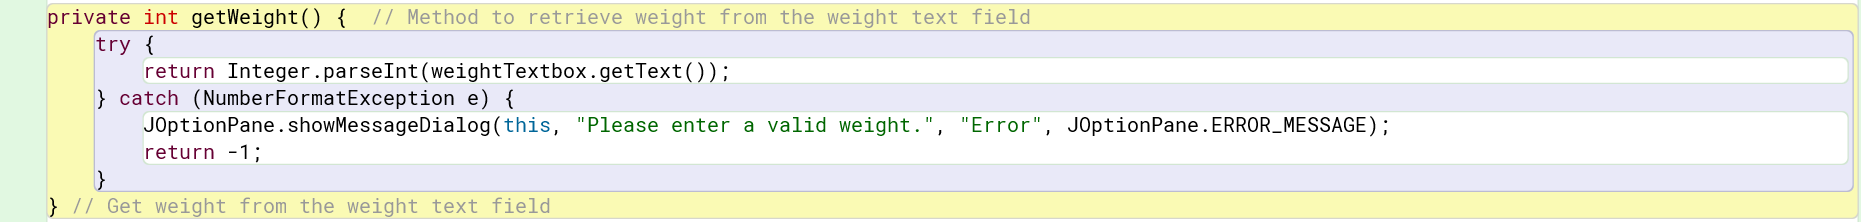 private int getWeight() {  // Method to retrieve weight from the weight text field
    try {
        return Integer.parseInt(weightTextbox.getText());
    } catch (NumberFormatException e) {
        JOptionPane.showMessageDialog(this, "Please enter a valid weight.", "Error", JOptionPane.ERROR_MESSAGE);
        return -1;
    }
} // Get weight from the weight text field